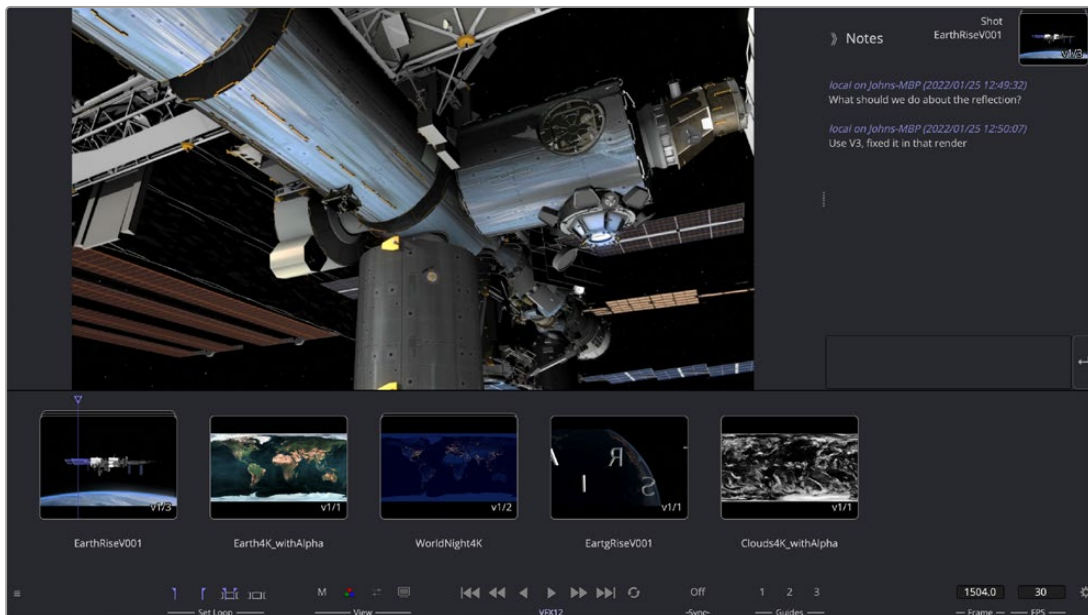 Shot
EarthRiseV001
v1/3
Notes
local on Johns-MBP (2022/01/25 12:49:32)
What should we do about the reflection?
local on Johns-MBP (2022/01/25 12:50:07)
Use V3, fixed it in that render
v1/3
v1/1
v1/2
A
R
I
S
v1/1
v1/1
EarthRiseV001
Earth4K_withAlpha
WorldNight4K
EartgRiseV001
Clouds4K_withAlpha
M
Off
1 2 3
1504.0
30
Set Loop
View
VFX12
Sync
Guides
Frame
FPS